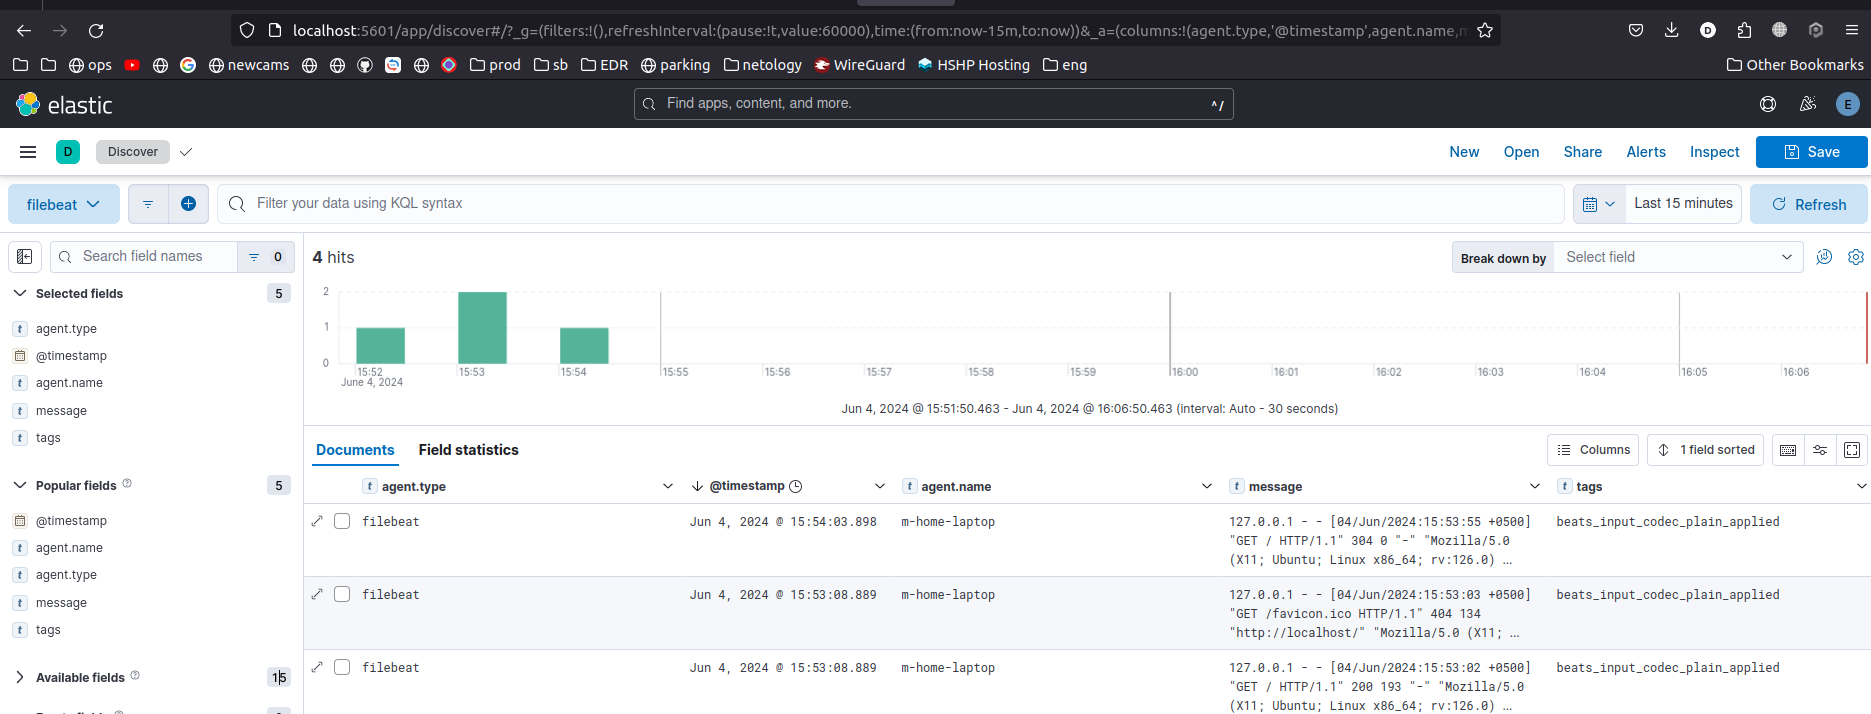 localhost:5601/app/discover#/?_g=(filters:!(),refreshInterval:(pause:!t,value:60000),time:(from:now-15m,to:now))&_a=(columns:!(agent.type,'@timestamp',agent.name,m
ops newcams prod sb EDR parking netology WireGuard HSHP Hosting eng Other Bookmarks
elastic Find apps, content, and more. ^/ E
D Discover New Open Share Alerts Inspect Save
filebeat Filter your data using KQL syntax Last 15 minutes Refresh
Search field names 0
4 hits Break down by Select field
Selected fields 5
t agent.type
@timestamp
t agent.name
t message
t tags
2
1
0
15:52 15:53 15:54 15:55 15:56 15:57 15:58 15:59 16:00 16:01 16:02 16:03 16:04 16:05 16:06
June 4, 2024
Jun 4, 2024 @ 15:51:50.463 - Jun 4, 2024 @ 16:06:50.463 (interval: Auto - 30 seconds)
Popular fields 5
@timestamp
t agent.name
t agent.type
t message
t tags
Available fields 15
Documents Field statistics Columns 1 field sorted
t agent.type @timestamp t agent.name t message t tags
filebeat Jun 4, 2024 @ 15:54:03.898 m-home-laptop 127.0.0.1 - - [04/Jun/2024:15:53:55 +0500] beats_input_codec_plain_applied
"GET / HTTP/1.1" 304 0 "-" "Mozilla/5.0
(X11; Ubuntu; Linux x86_64; rv:126.0) …
filebeat Jun 4, 2024 @ 15:53:08.889 m-home-laptop 127.0.0.1 - - [04/Jun/2024:15:53:03 +0500] beats_input_codec_plain_applied
"GET /favicon.ico HTTP/1.1" 404 134
"http://localhost/" "Mozilla/5.0 (X11; …
filebeat Jun 4, 2024 @ 15:53:08.889 m-home-laptop 127.0.0.1 - - [04/Jun/2024:15:53:02 +0500] beats_input_codec_plain_applied
"GET / HTTP/1.1" 200 193 "-" "Mozilla/5.0
(X11; Ubuntu; Linux x86_64; rv:126.0) …